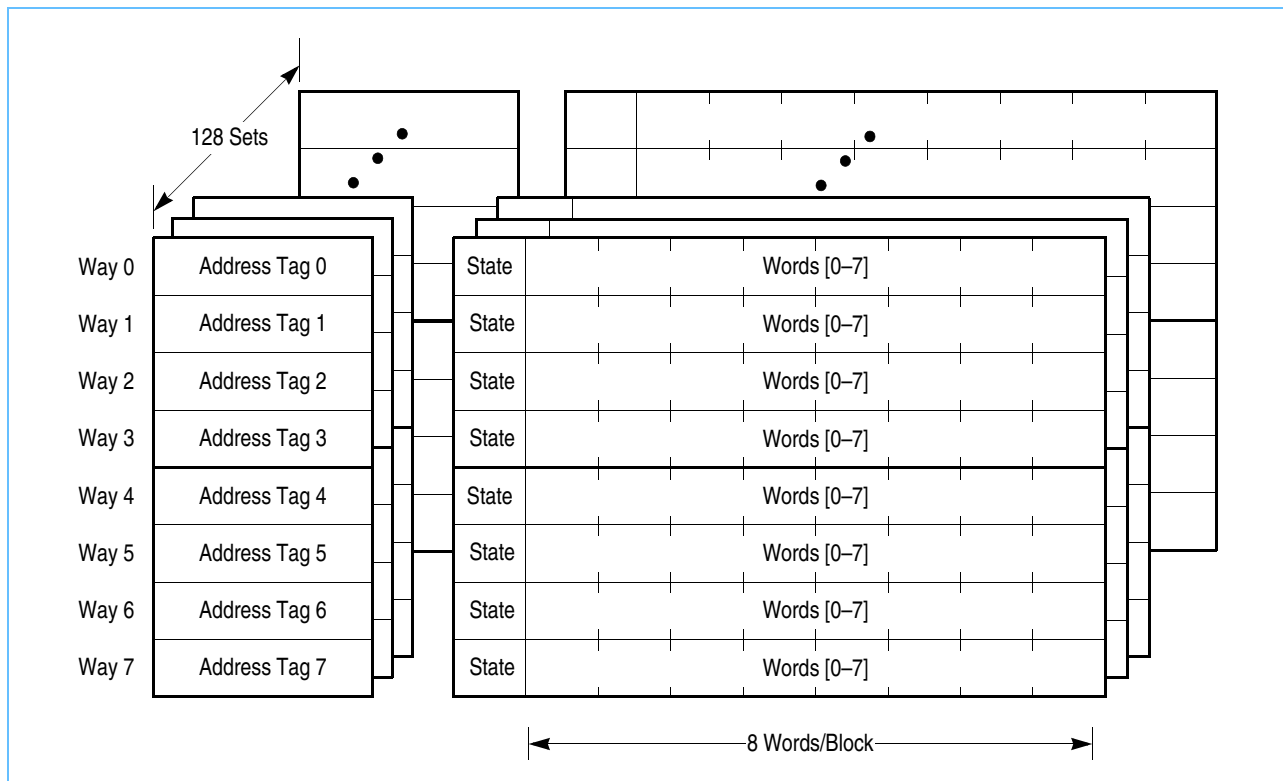 128 Sets
Way 0 Address Tag 0 State Words [0–7]
Way 1 Address Tag 1 State Words [0–7]
Way 2 Address Tag 2 State Words [0–7]
Way 3 Address Tag 3 State Words [0–7]
Way 4 Address Tag 4 State Words [0–7]
Way 5 Address Tag 5 State Words [0–7]
Way 6 Address Tag 6 State Words [0–7]
Way 7 Address Tag 7 State Words [0–7]
8 Words/Block